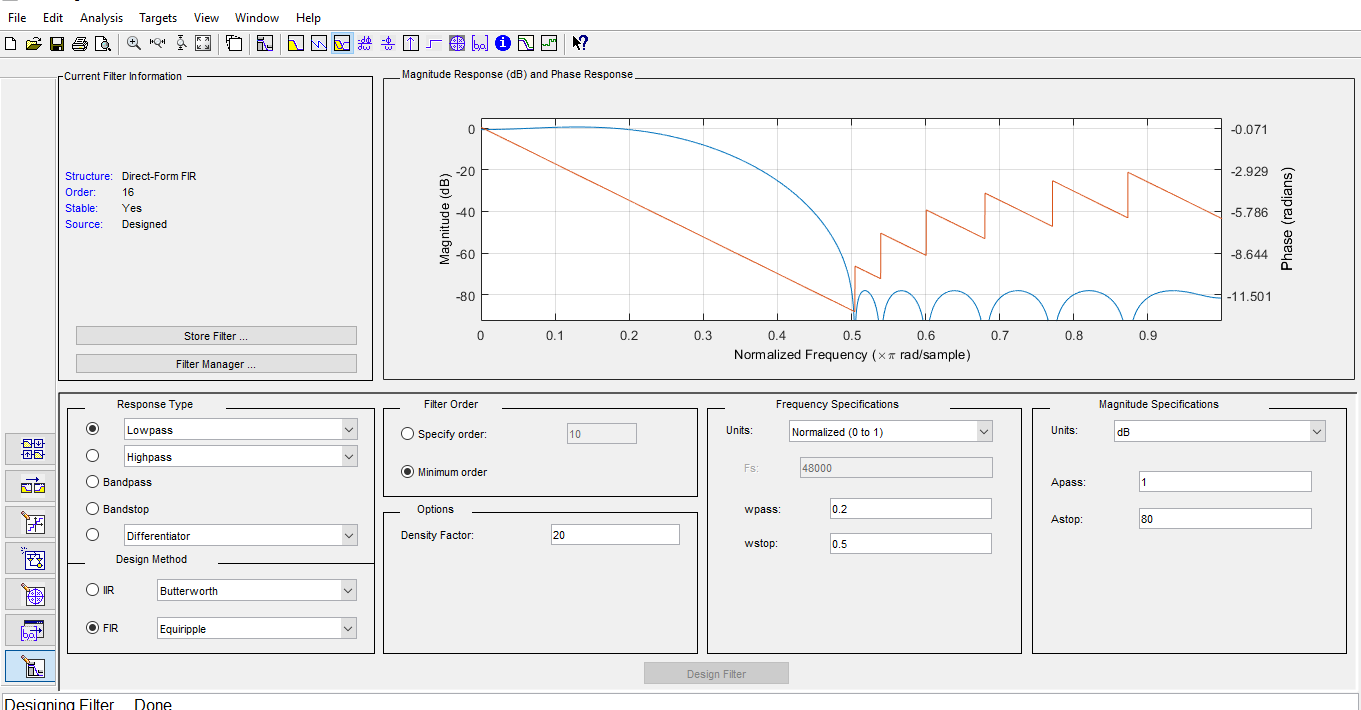 File Edit Analysis Targets View Window Help
Current Filter Information
Structure: Direct-Form FIR
Order: 16
Stable: Yes
Source: Designed
Store Filter ...
Filter Manager ...
Magnitude Response (dB) and Phase Response
Magnitude (dB)
0
-20
-40
-60
-80
0 0.1 0.2 0.3 0.4 0.5 0.6 0.7 0.8 0.9
Normalized Frequency (×π rad/sample)
-0.071
-2.929
-5.786
-8.644
-11.501
Phase (radians)
Response Type
Lowpass
Highpass
Bandpass
Bandstop
Differentiator
Design Method
IIR Butterworth
FIR Equiripple
Filter Order
Specify order: 10
Minimum order
Options
Density Factor: 20
Frequency Specifications
Units: Normalized (0 to 1)
Fs: 48000
wpass: 0.2
wstop: 0.5
Magnitude Specifications
Units: dB
Apass: 1
Astop: 80
Design Filter
Designing Filter ... Done